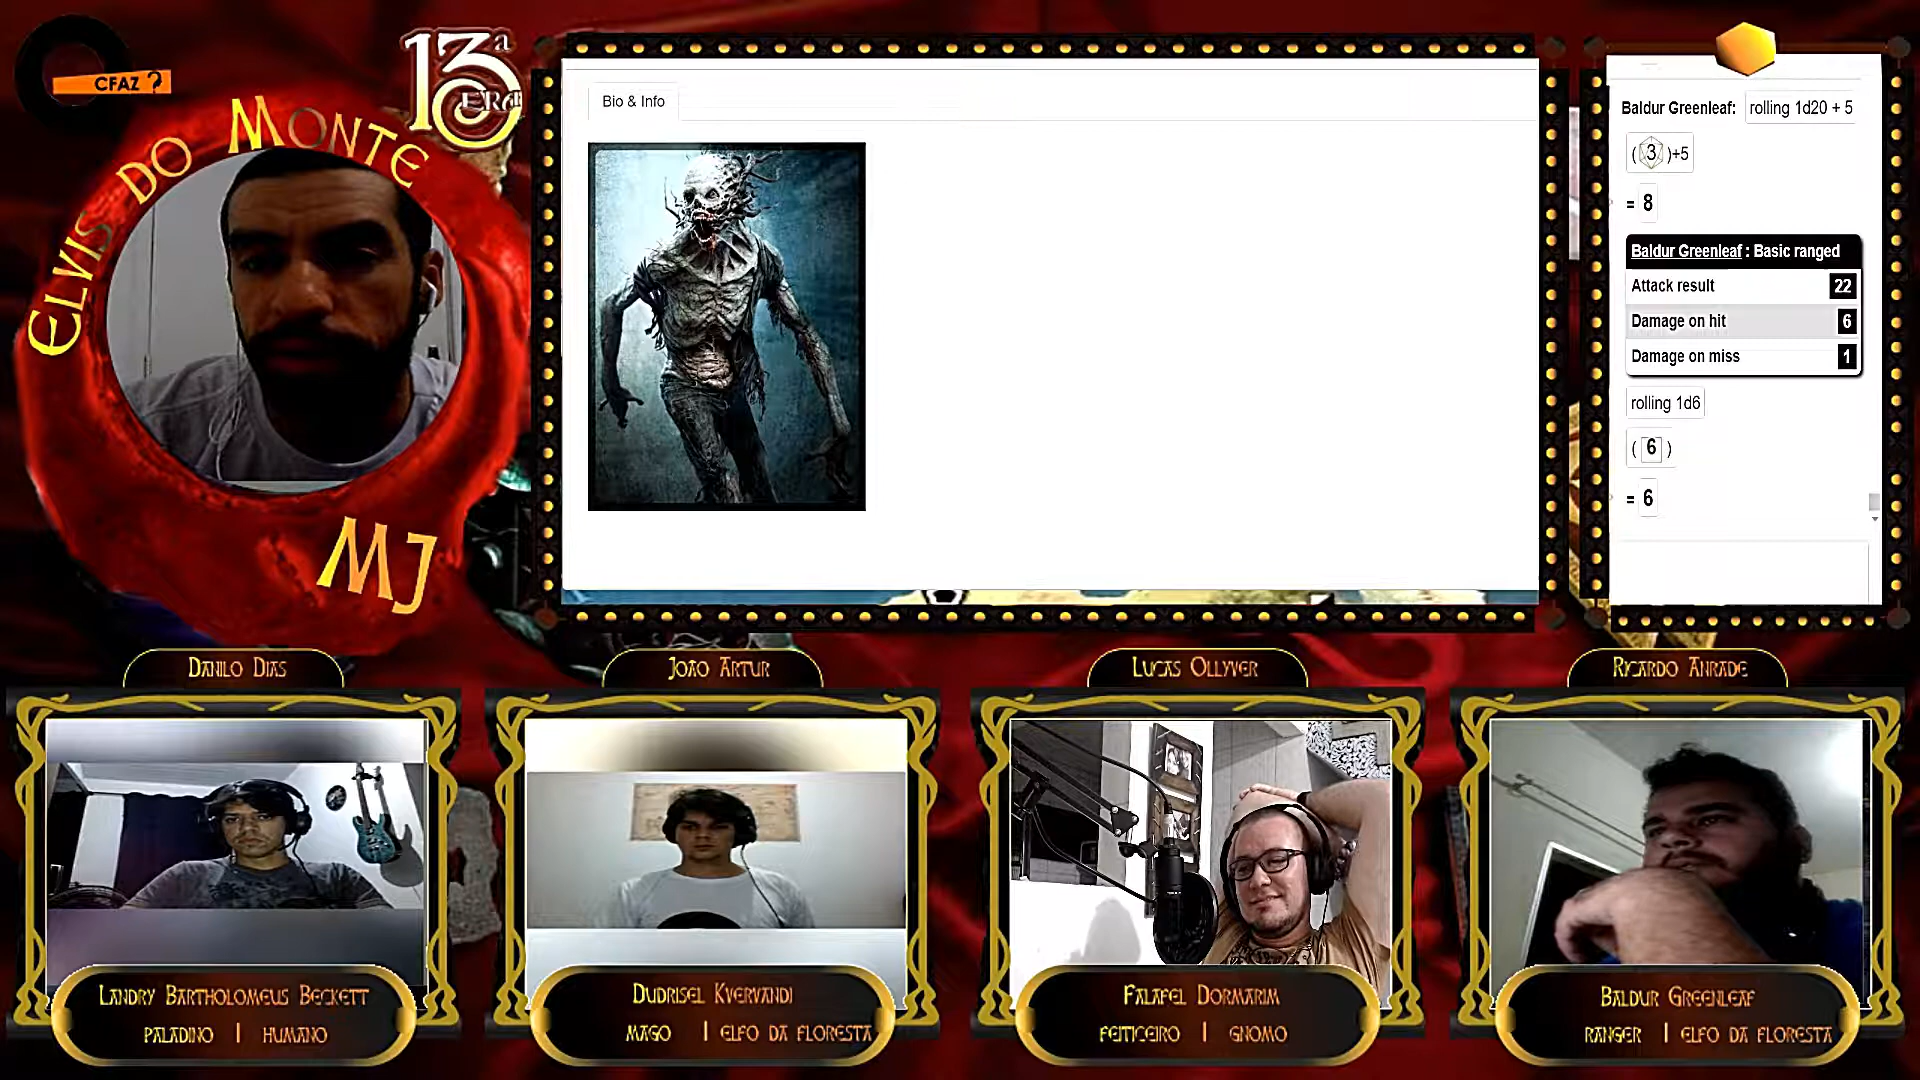 CFAZ ?
13ª
ERA
ELVIS DO MONTE
MJ
Bio & Info
Baldur Greenleaf: rolling 1d20 + 5
(3)+5
= 8
Baldur Greenleaf : Basic ranged
Attack result 22
Damage on hit 6
Damage on miss 1
rolling 1d6
(6)
= 6
DANILO DIAS
JOÃO ARTUR
LUCAS OLLYVER
RICARDO ANRADE
LANDRY BARTHOLOMEUS BECKETT
PALADINO | HUMANO
DUDRISEL KVERVANDI
MAGO | ELFO DA FLORESTA
FALAFEL DORMARIM
FEITICEIRO | GNOMO
BALDUR GREENLEAF
RANGER | ELFO DA FLORESTA